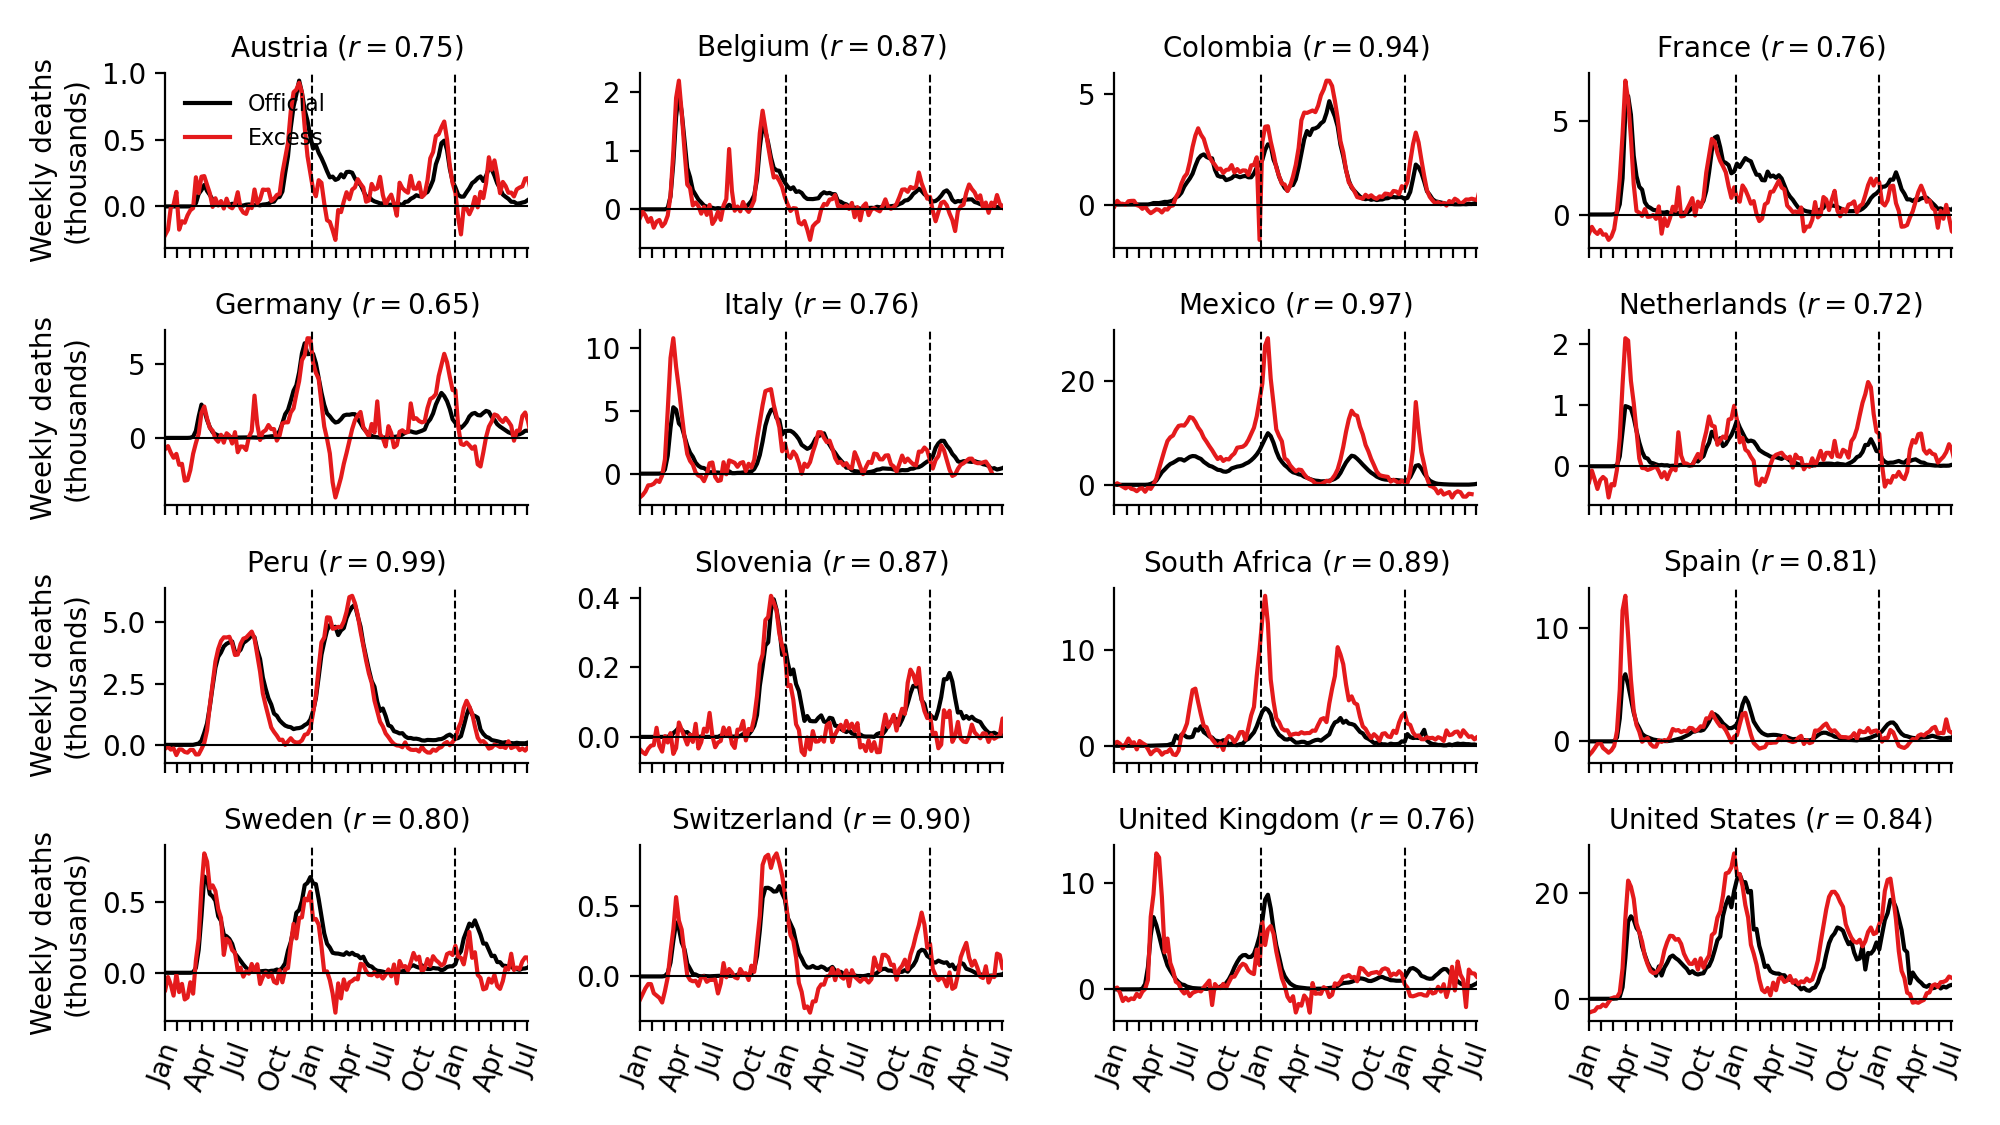 Austria (r = 0.75)
Belgium (r = 0.87)
Colombia (r = 0.94)
France (r = 0.76)
Weekly deaths
(thousands)
1.0
0.5
0.0
Official
Excess
2
1
0
5
0
5
0
Germany (r = 0.65)
Italy (r = 0.76)
Mexico (r = 0.97)
Netherlands (r = 0.72)
Weekly deaths
(thousands)
5
0
10
5
0
20
0
2
1
0
Peru (r = 0.99)
Slovenia (r = 0.87)
South Africa (r = 0.89)
Spain (r = 0.81)
Weekly deaths
(thousands)
5.0
2.5
0.0
0.4
0.2
0.0
10
0
10
0
Sweden (r = 0.80)
Switzerland (r = 0.90)
United Kingdom (r = 0.76)
United States (r = 0.84)
Weekly deaths
(thousands)
0.5
0.0
0.5
0.0
10
0
20
0
Jan Apr Jul Oct Jan Apr Jul Oct Jan Apr Jul
Jan Apr Jul Oct Jan Apr Jul Oct Jan Apr Jul
Jan Apr Jul Oct Jan Apr Jul Oct Jan Apr Jul
Jan Apr Jul Oct Jan Apr Jul Oct Jan Apr Jul